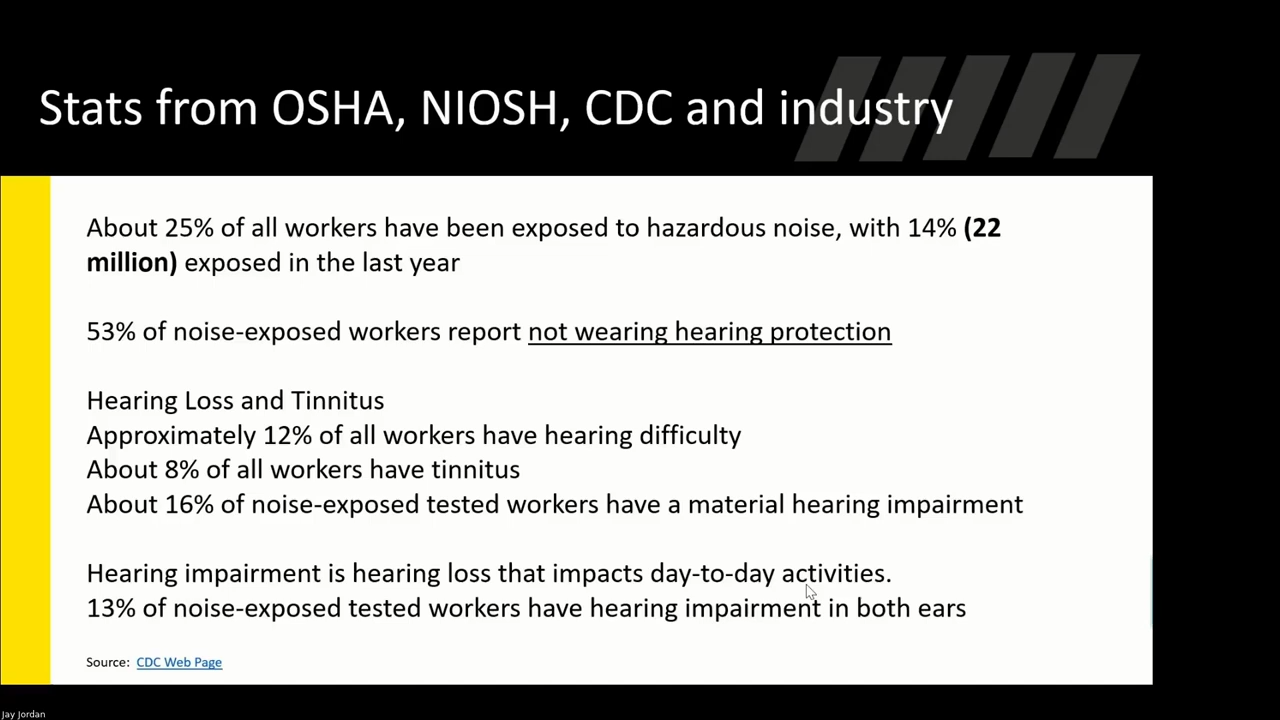 Stats from OSHA, NIOSH, CDC and industry
About 25% of all workers have been exposed to hazardous noise, with 14% (22
million) exposed in the last year
53% of noise-exposed workers report not wearing hearing protection
Hearing Loss and Tinnitus
Approximately 12% of all workers have hearing difficulty
About 8% of all workers have tinnitus
About 16% of noise-exposed tested workers have a material hearing impairment
Hearing impairment is hearing loss that impacts day-to-day activities.
13% of noise-exposed tested workers have hearing impairment in both ears
Source: CDC Web Page
Jay Jordan